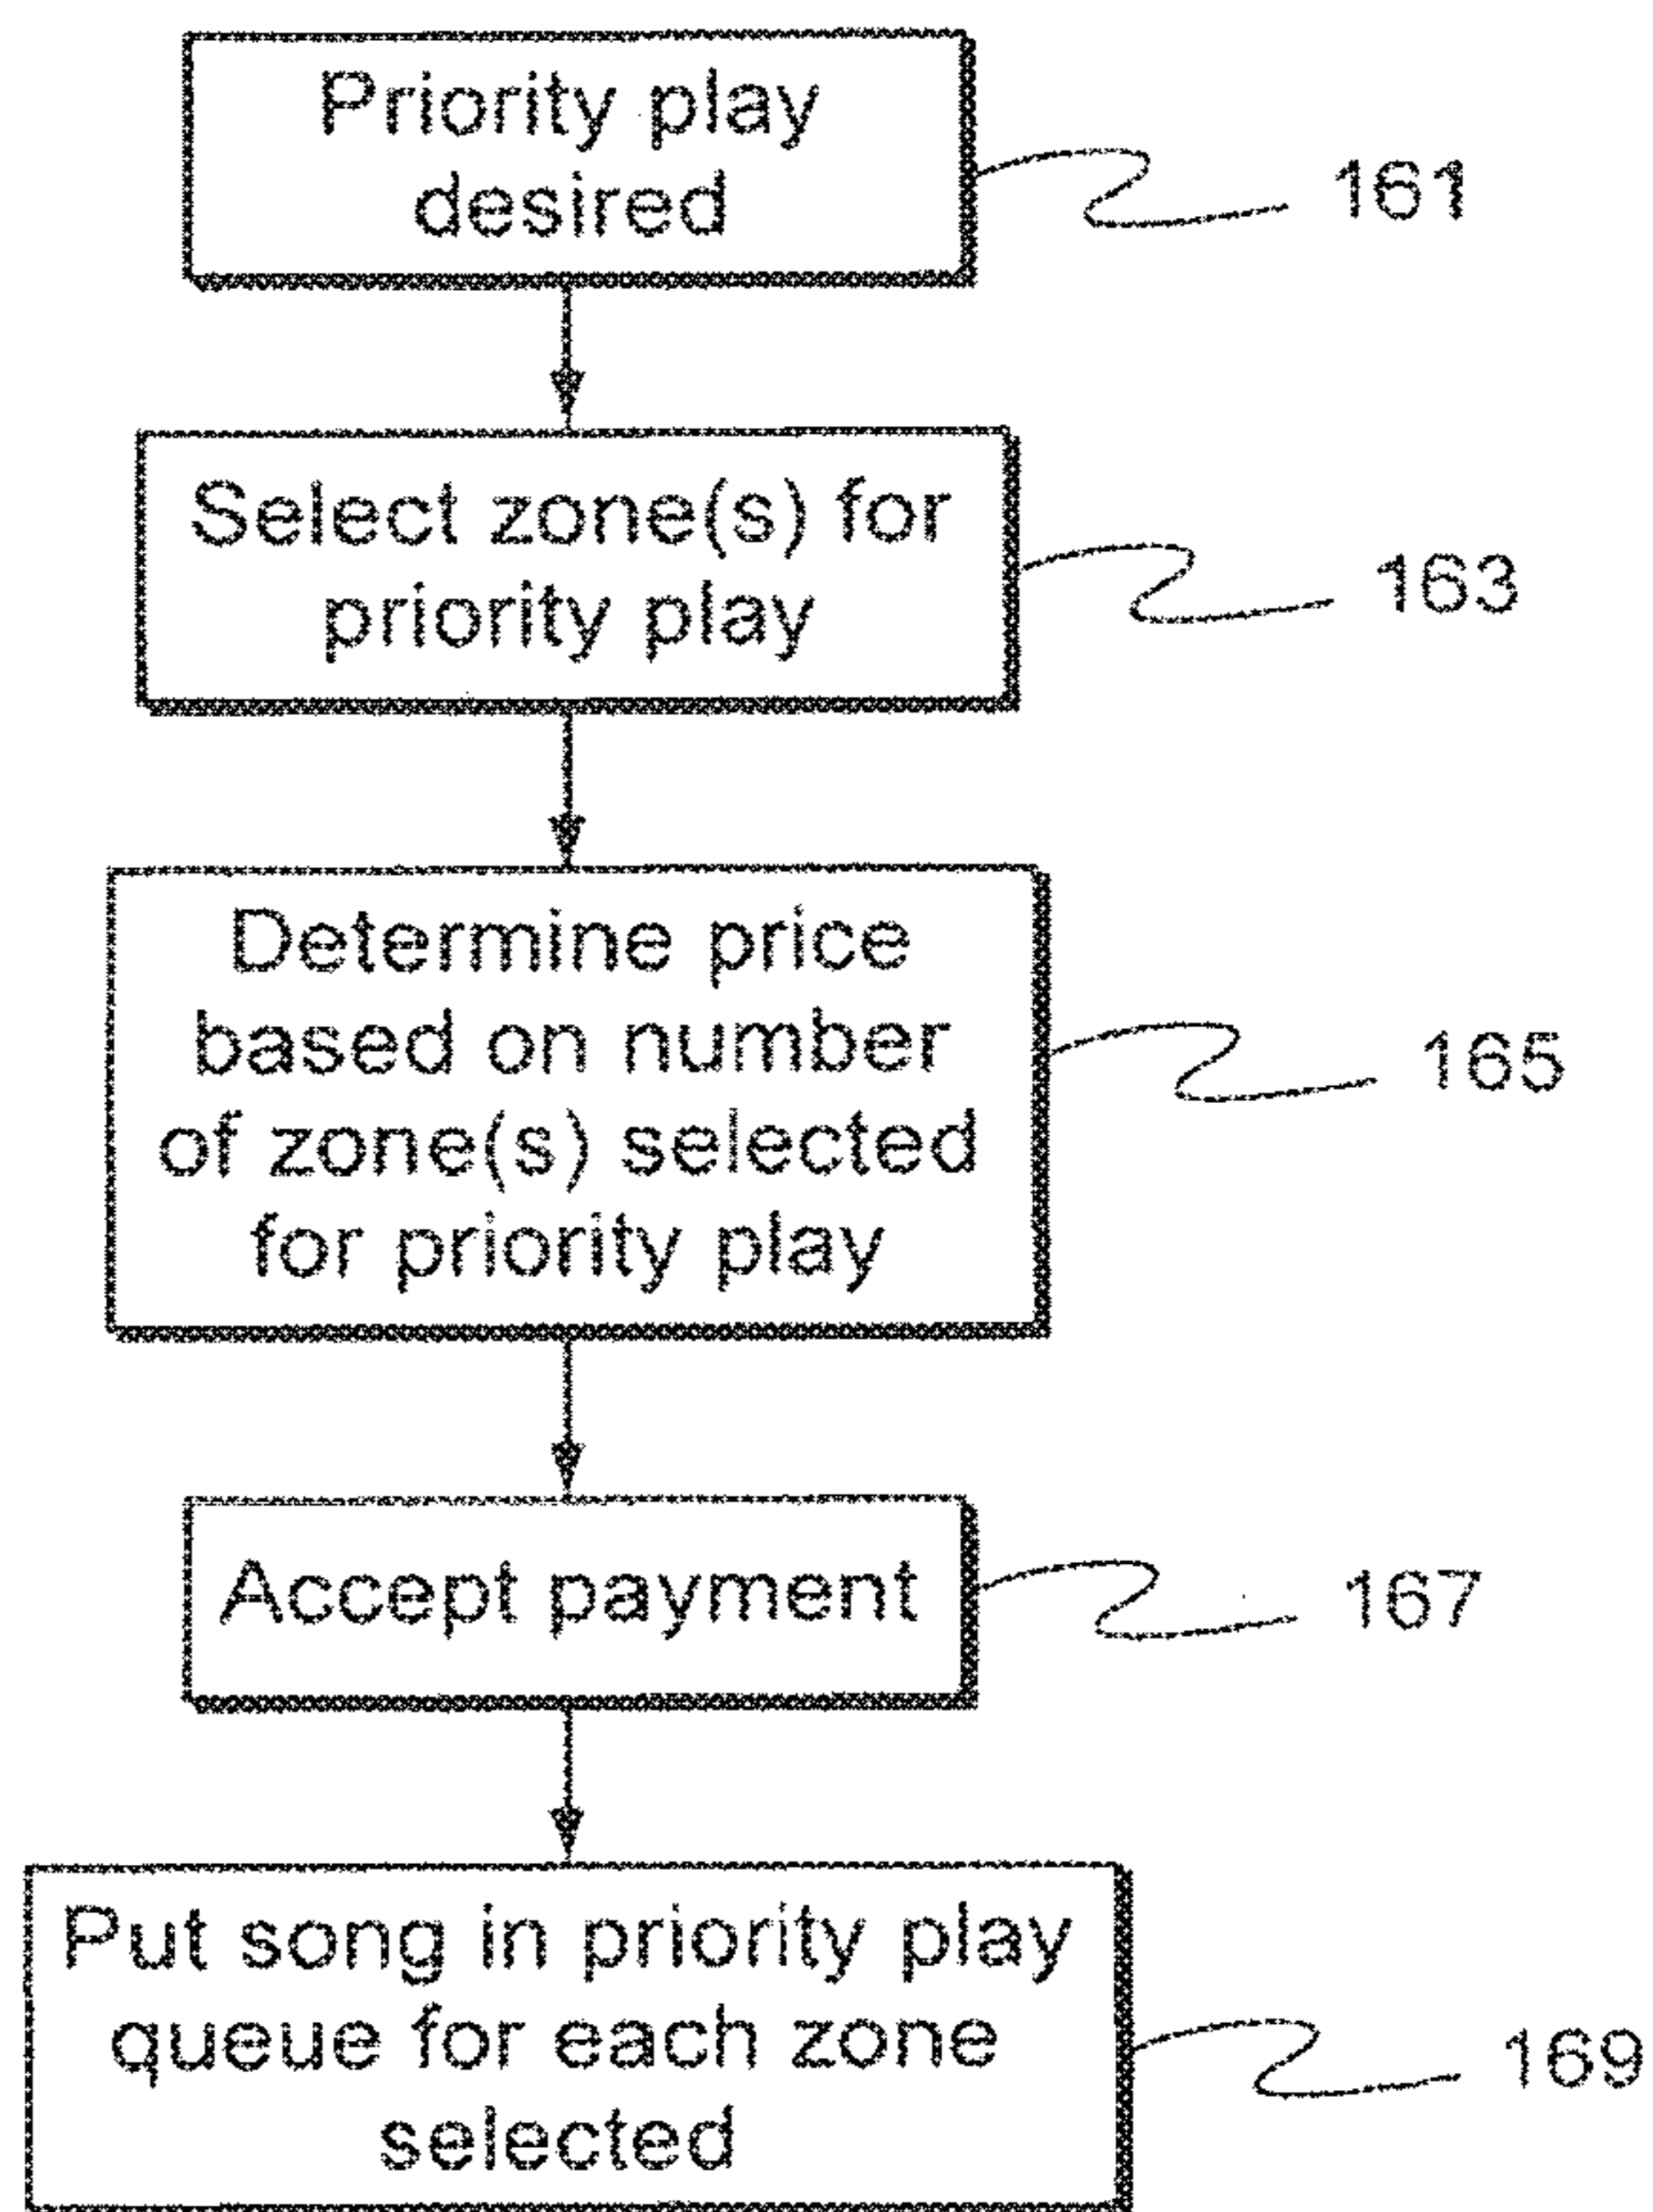 Priority play
desired
161
Select zone(s) for
priority play
163
Determine price
based on number
of zone(s) selected
for priority play
165
Accept payment
167
Put song in priority play
queue for each zone
selected
169